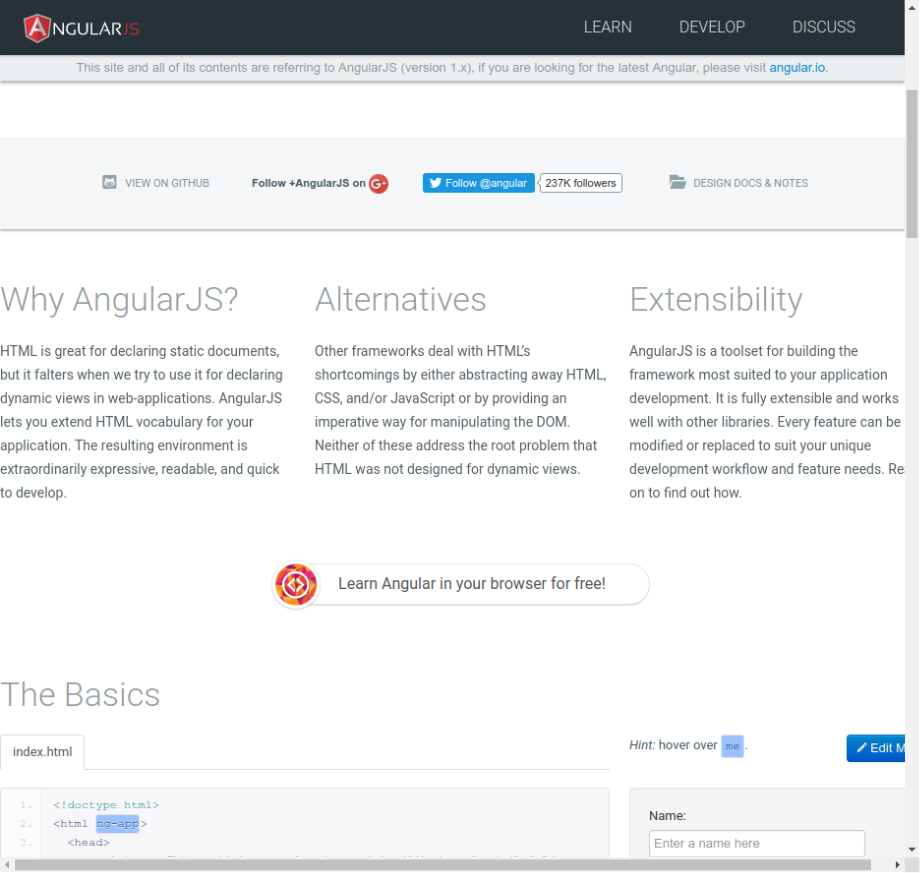 ANGULARJS LEARN DEVELOP DISCUSS
This site and all of its contents are referring to AngularJS (version 1.x), if you are looking for the latest Angular, please visit angular.io.
VIEW ON GITHUB Follow +AngularJS on G+ Follow @angular 237K followers DESIGN DOCS & NOTES
Why AngularJS?
HTML is great for declaring static documents,
but it falters when we try to use it for declaring
dynamic views in web-applications. AngularJS
lets you extend HTML vocabulary for your
application. The resulting environment is
extraordinarily expressive, readable, and quick
to develop.
Alternatives
Other frameworks deal with HTML's
shortcomings by either abstracting away HTML,
CSS, and/or JavaScript or by providing an
imperative way for manipulating the DOM.
Neither of these address the root problem that
HTML was not designed for dynamic views.
Extensibility
AngularJS is a toolset for building the
framework most suited to your application
development. It is fully extensible and works
well with other libraries. Every feature can be
modified or replaced to suit your unique
development workflow and feature needs. Re
on to find out how.
Learn Angular in your browser for free!
The Basics
index.html
1. <!doctype html>
2. <html ng-app>
3. <head>
Hint: hover over me.
Edit M
Name:
Enter a name here